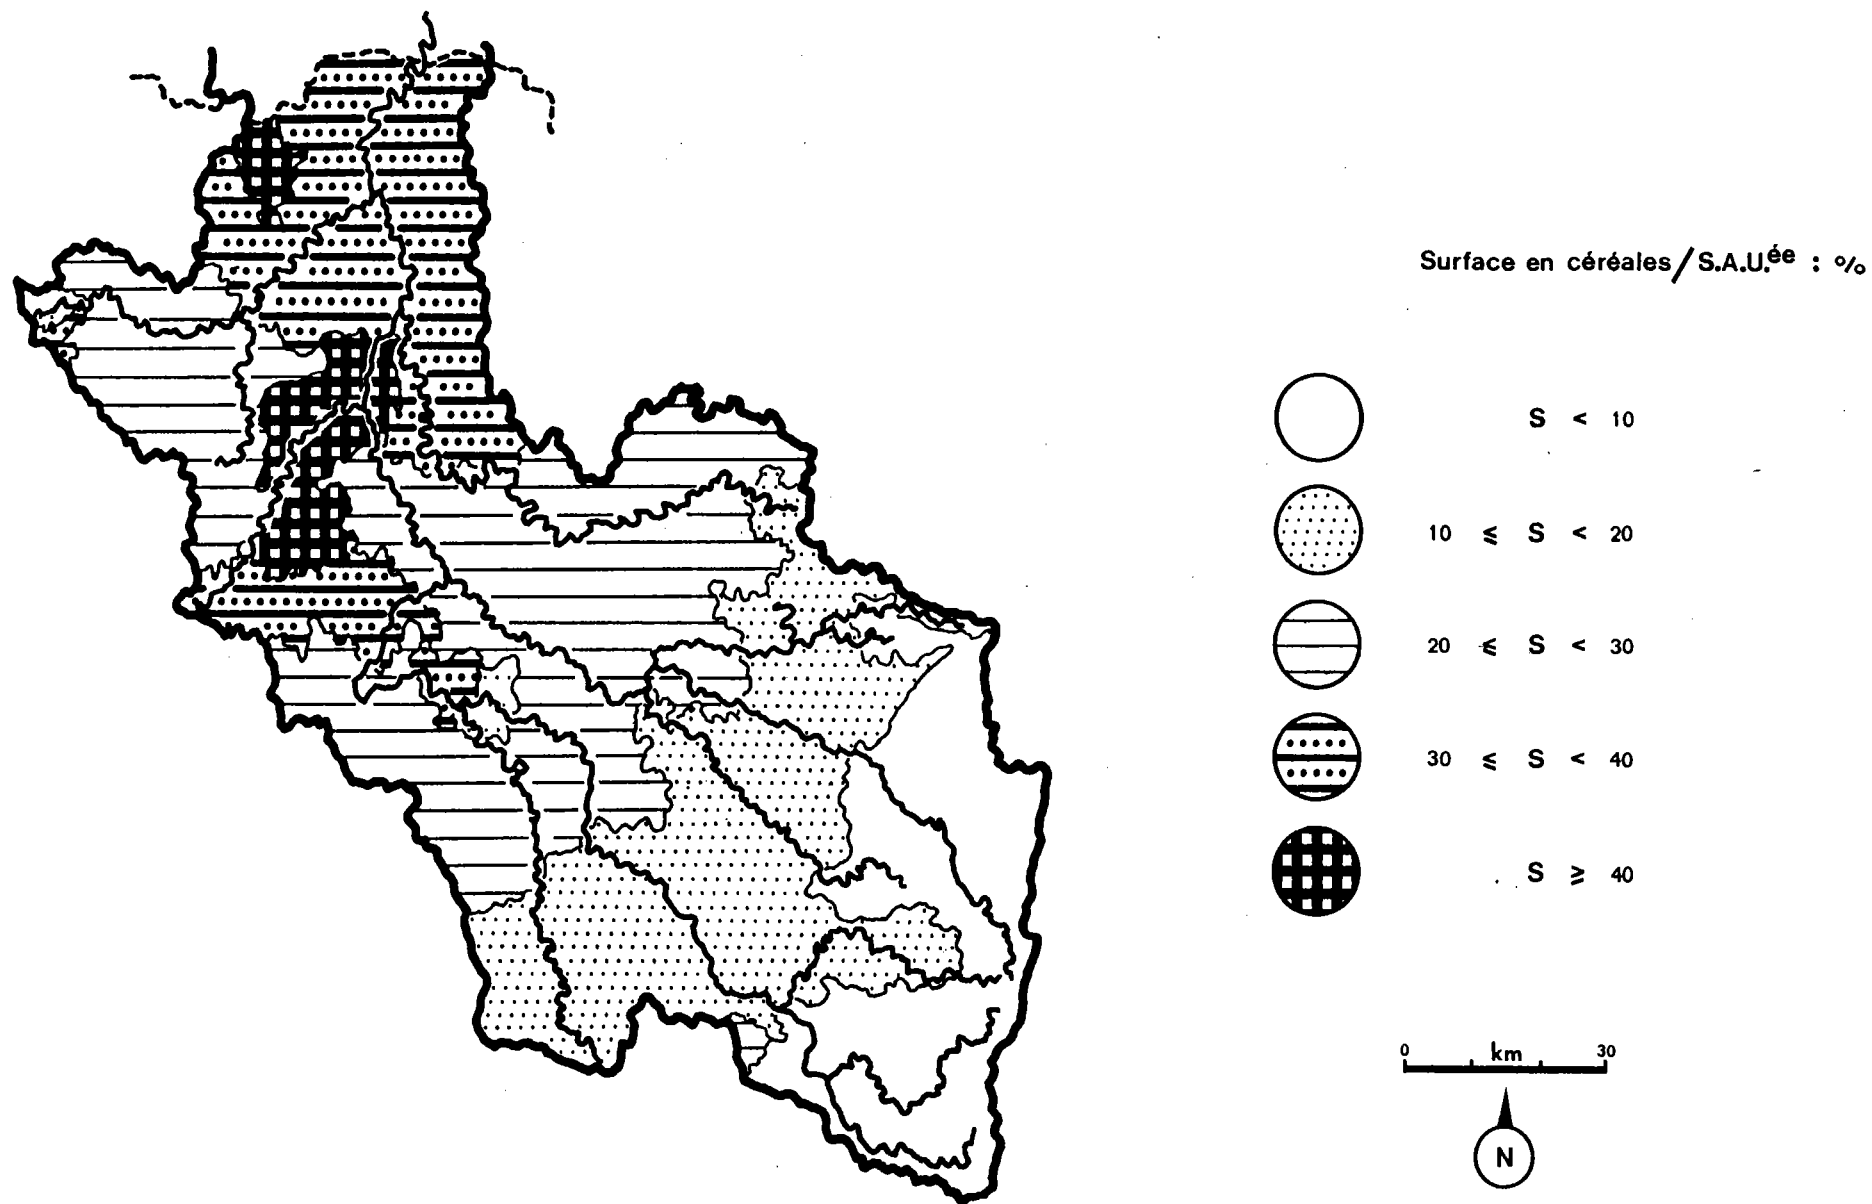 Surface en céréales/S.A.U.ée : %
S < 10
10 ≤ S < 20
20 ≤ S < 30
30 ≤ S < 40
S ≥ 40
0 km 30
N